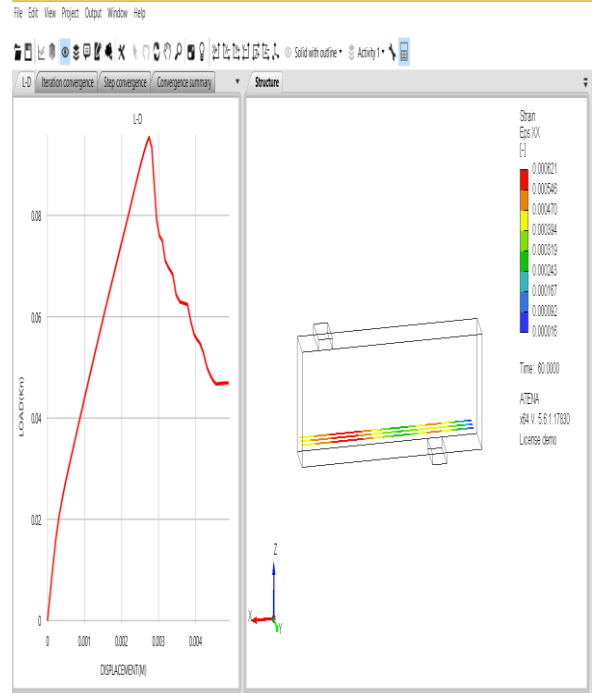 File Edit View Project Output Window Help
Solid with outline Activity 1
L-D Iteration convergence Step convergence Convergence summary
Structure
L-D
LOAD(Kn)
0.08
0.06
0.04
0.02
0
0 0.001 0.002 0.003 0.004
DISPLACEMENT(M)
Strain
Eps XX
[-]
0.000621
0.000546
0.000470
0.000394
0.000319
0.000243
0.000167
0.000092
0.000016
Time: 60.0000
ATENA
x64 V. 5.6.1.17830
License demo
Z
X
Y